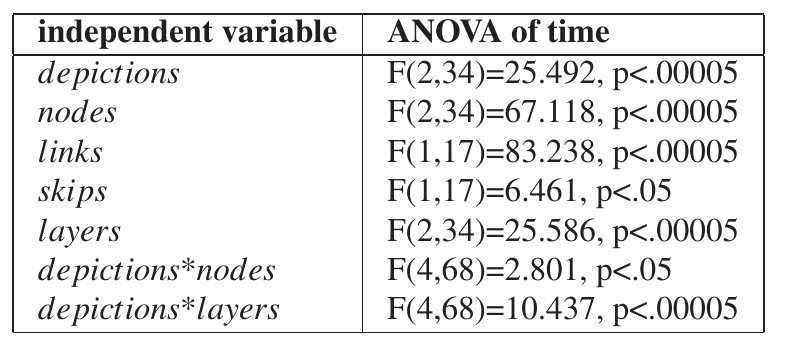 independent variable ANOVA of time
depictions F(2,34)=25.492, p<.00005
nodes F(2,34)=67.118, p<.00005
links F(1,17)=83.238, p<.00005
skips F(1,17)=6.461, p<.05
layers F(2,34)=25.586, p<.00005
depictions*nodes F(4,68)=2.801, p<.05
depictions*layers F(4,68)=10.437, p<.00005